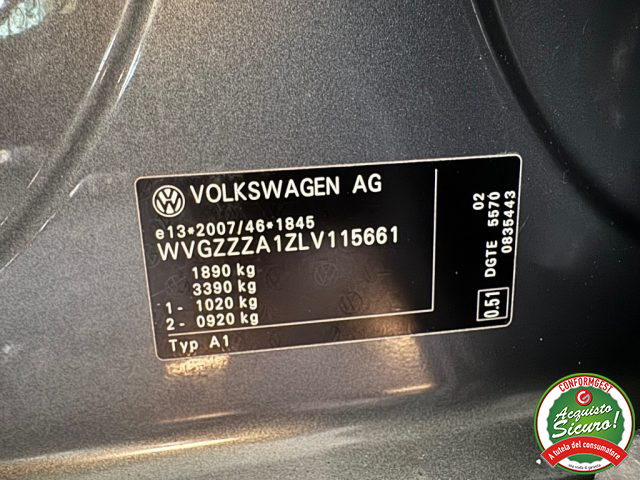 VOLKSWAGEN AG
e13*2007/46*1845
WVGZZZA1ZLV115661
1890 kg
3390 kg
1- 1020 kg
2- 0920 kg
Typ A1
02
DGTE 5570
0835443
0.51
CONFORMGEST
Acquisto
Sicuro!
A tutela del consumatore!